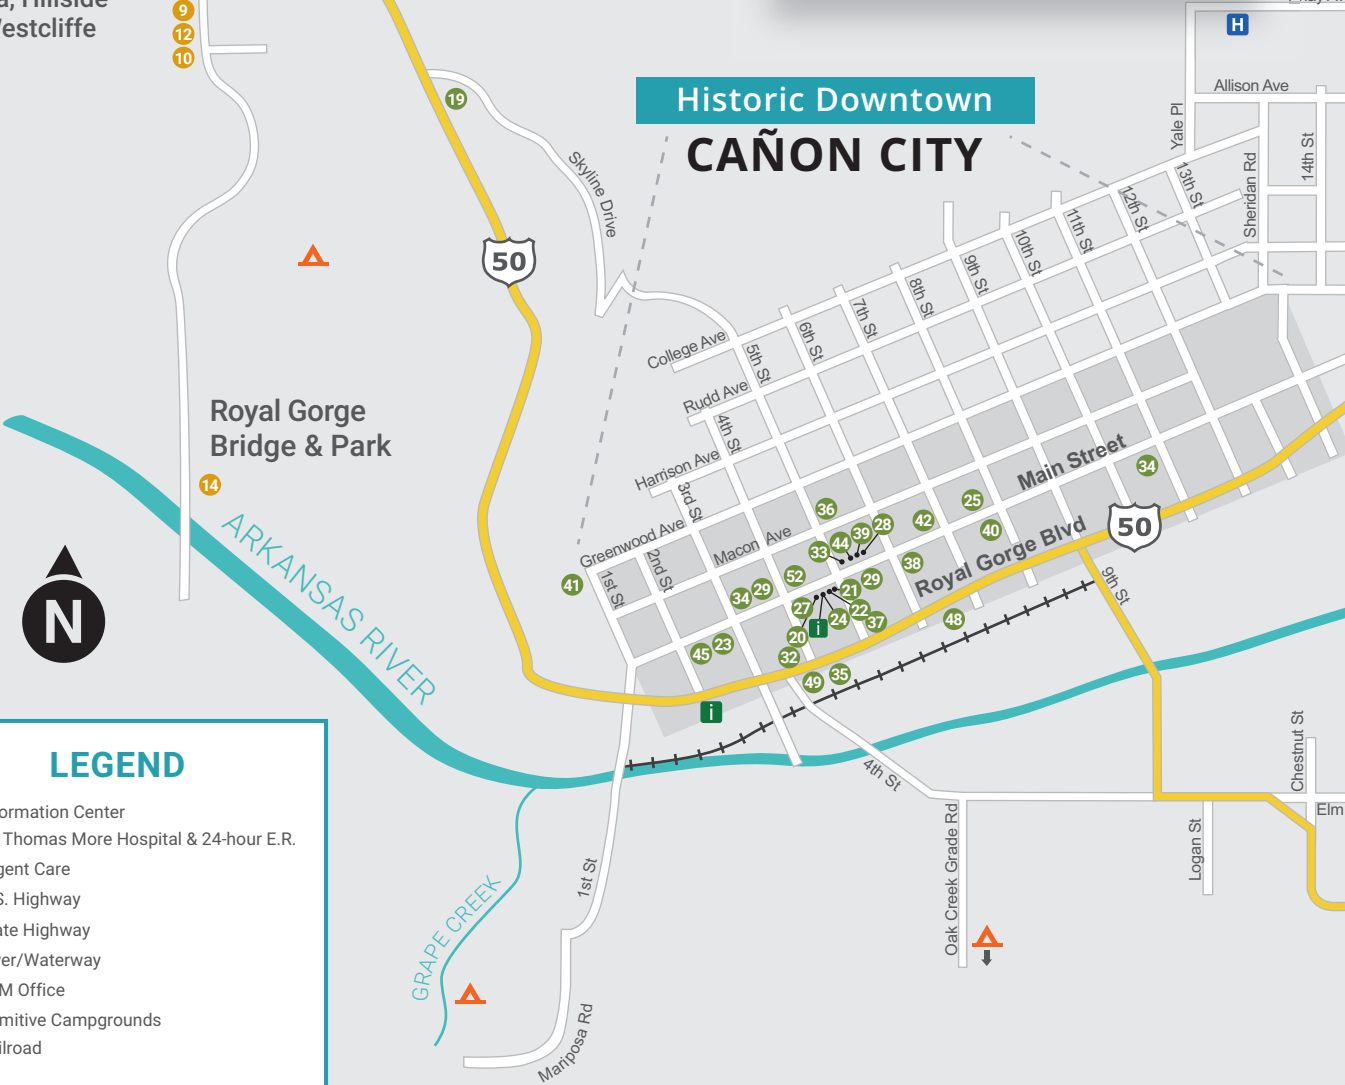 9
12
10
Westcliffe
19
Historic Downtown
CAÑON CITY
H
Allison Ave
Yale Pl
Sheridan Rd
14th St
13th St
12th St
11th St
10th St
9th St
8th St
7th St
6th St
5th St
4th St
3rd St
2nd St
1st St
Skyline Drive
50
College Ave
Rudd Ave
Harrison Ave
Greenwood Ave
Macon Ave
Main Street
Royal Gorge Blvd
50
Royal Gorge
Bridge & Park
14
ARKANSAS RIVER
N
34
36
25
42
28
39
44
33
40
38
41
52
29
34
29
21
27
22
24
37
i
20
32
23
45
48
49
35
i
9th St
4th St
Chestnut St
Elm
Logan St
Oak Creek Grade Rd
1st St
GRAPE CREEK
Mariposa Rd
LEGEND
ormation Center
Thomas More Hospital & 24-hour E.R.
gent Care
S. Highway
ate Highway
er/Waterway
M Office
mitive Campgrounds
ilroad